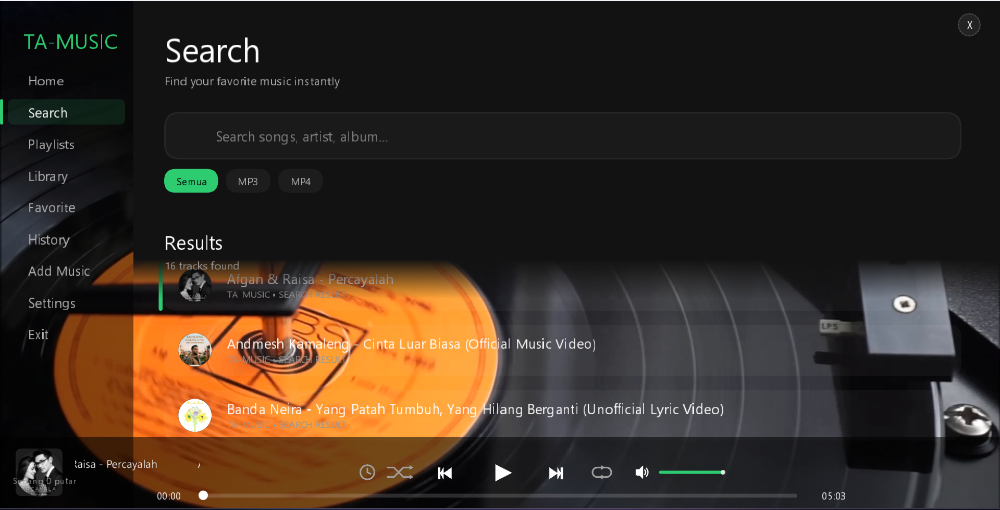 TA-MUSIC
Home
Search
Playlists
Library
Favorite
History
Add Music
Settings
Exit
X
Search
Find your favorite music instantly
Search songs, artist, album...
Semua
MP3
MP4
Results
16 tracks found
Afgan & Raisa - Percayalah
TA MUSIC • SEARCH RESULT
Andmesh Kamaleng - Cinta Luar Biasa (Official Music Video)
TA-MUSIC • SEARCH RESULT
Banda Neira - Yang Patah Tumbuh, Yang Hilang Berganti (Unofficial Lyric Video)
TA-MUSIC • SEARCH RESULT
LPS
Raisa - Percayalah
Sedang D putar
00:00
05:03